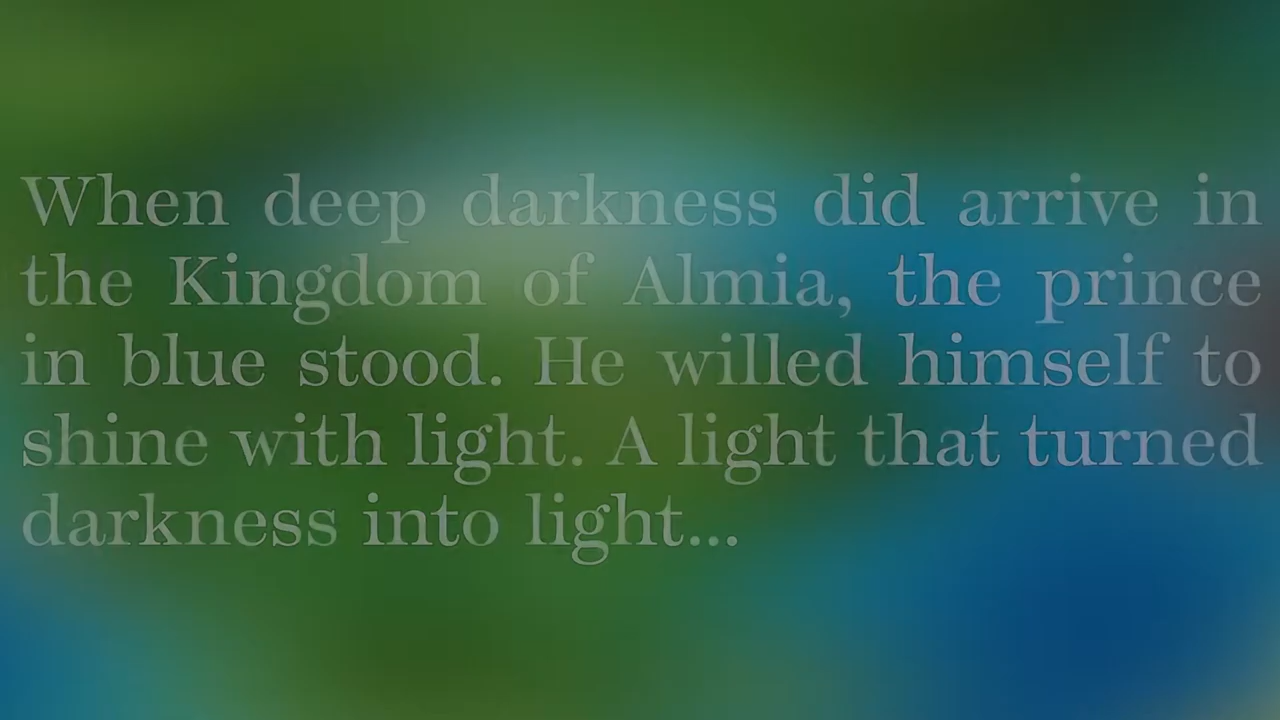 When deep darkness did arrive in
the Kingdom of Almia, the prince
in blue stood. He willed himself to
shine with light. A light that turned
darkness into light...